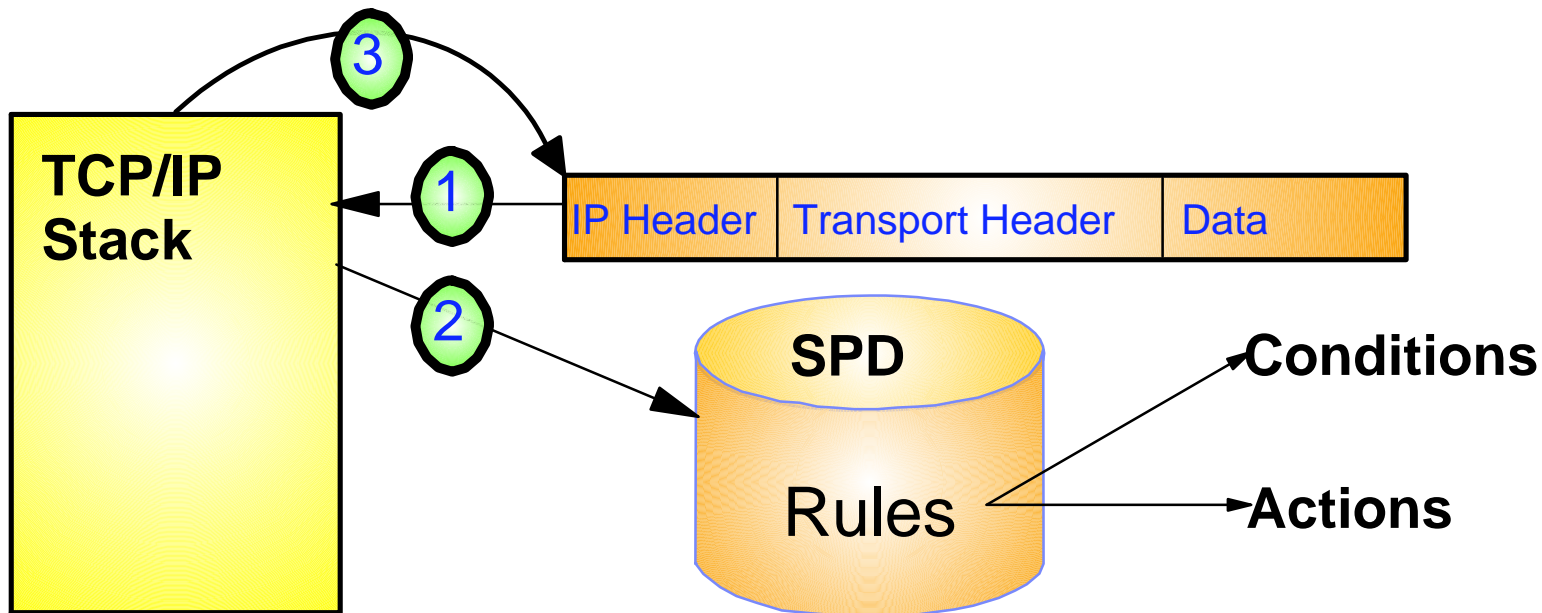 3
TCP/IP
Stack
1
IP Header
Transport Header
Data
2
SPD
Rules
Conditions
Actions